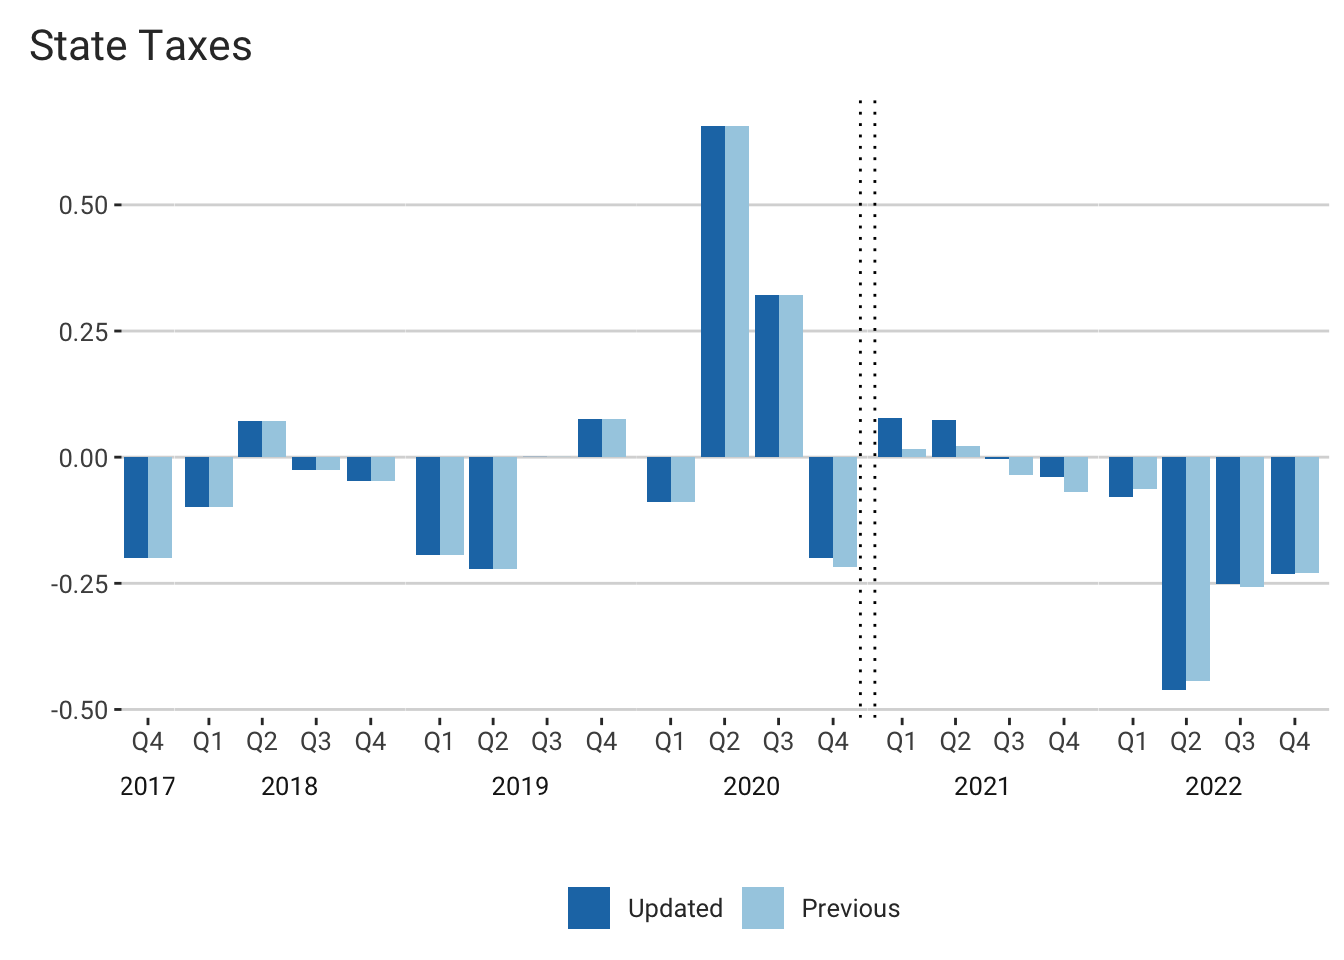 State Taxes
0.50
0.25
0.00
-0.25
-0.50
Q4 Q1 Q2 Q3 Q4 Q1 Q2 Q3 Q4 Q1 Q2 Q3 Q4 Q1 Q2 Q3 Q4 Q1 Q2 Q3 Q4
2017 2018 2019 2020 2021 2022
Updated Previous